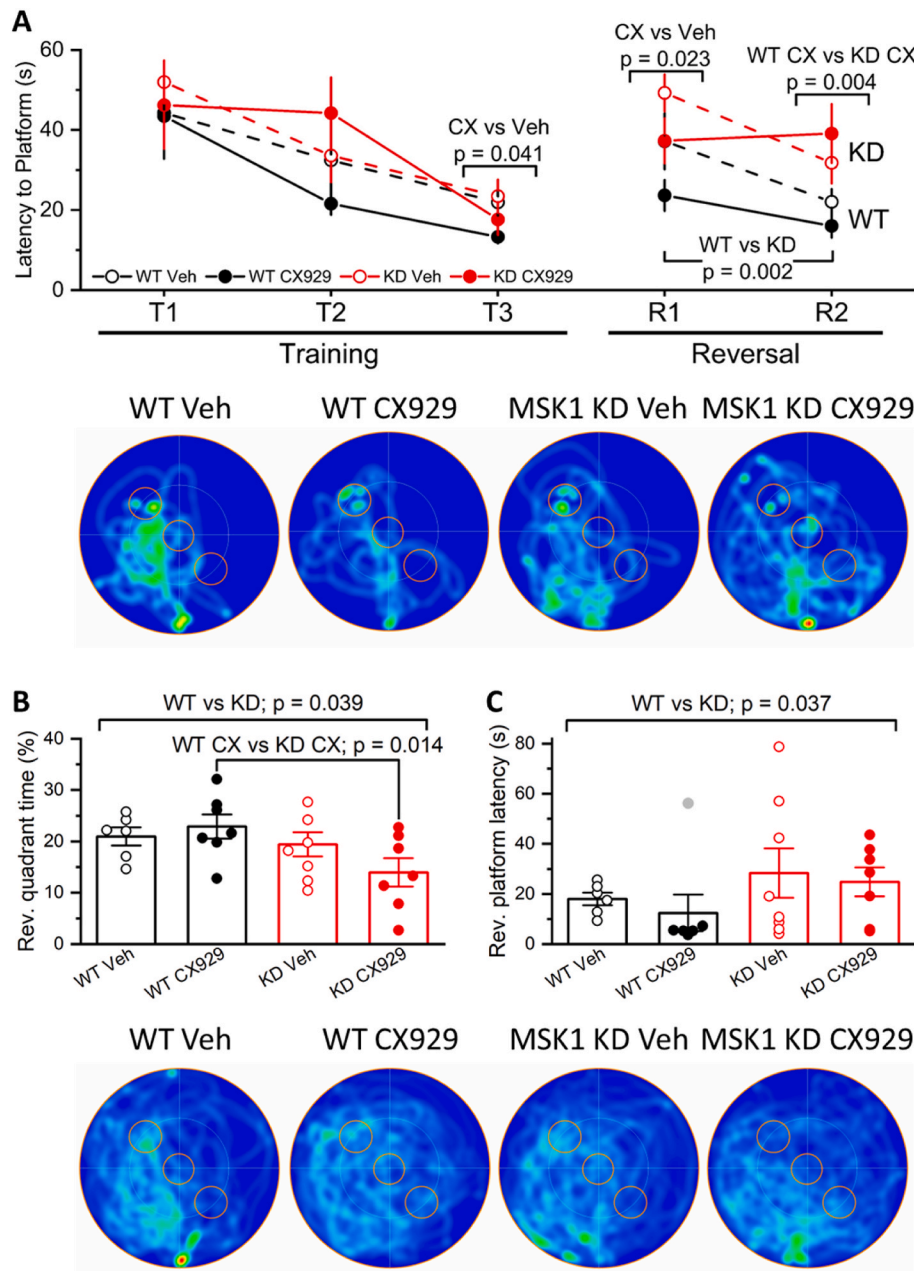 A
60
40
20
0
Latency to Platform (s)
CX vs Veh
p = 0.041
CX vs Veh
p = 0.023
WT CX vs KD CX
p = 0.004
KD
WT
WT vs KD
p = 0.002
WT Veh WT CX929 KD Veh KD CX929
T1 T2 T3 R1 R2
Training Reversal
WT Veh WT CX929 MSK1 KD Veh MSK1 KD CX929
B
WT vs KD; p = 0.039
WT CX vs KD CX; p = 0.014
Rev. quadrant time (%)
40
30
20
10
0
WT Veh WT CX929 KD Veh KD CX929
C
WT vs KD; p = 0.037
Rev. platform latency (s)
80
60
40
20
0
WT Veh WT CX929 KD Veh KD CX929
WT Veh WT CX929 MSK1 KD Veh MSK1 KD CX929